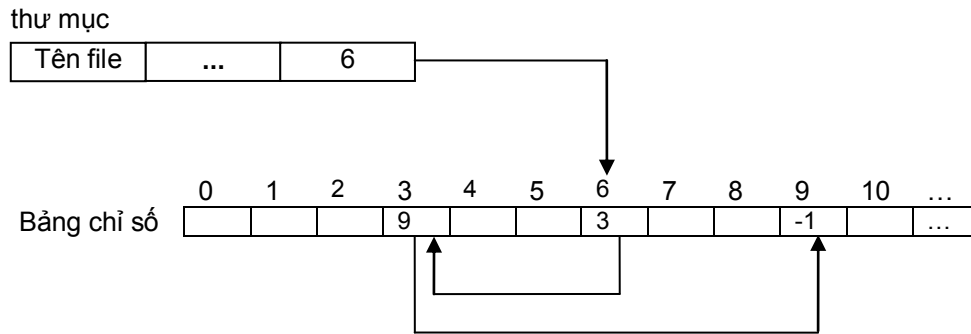 thư mục
Tên file ... 6
0 1 2 3 4 5 6 7 8 9 10 ...
Bảng chỉ số 9 3 -1 ...